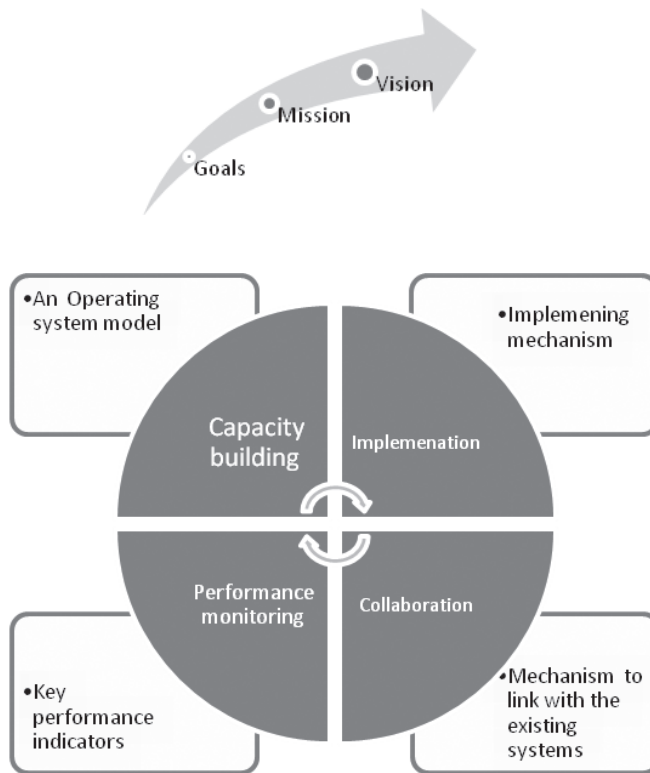 Vision
Mission
Goals
•An Operating
system model
•Implemening
mechanism
Capacity
building
Implemenation
Performance
monitoring
Collaboration
•Key
performance
indicators
•Mechanism to
link with the
existing
systems